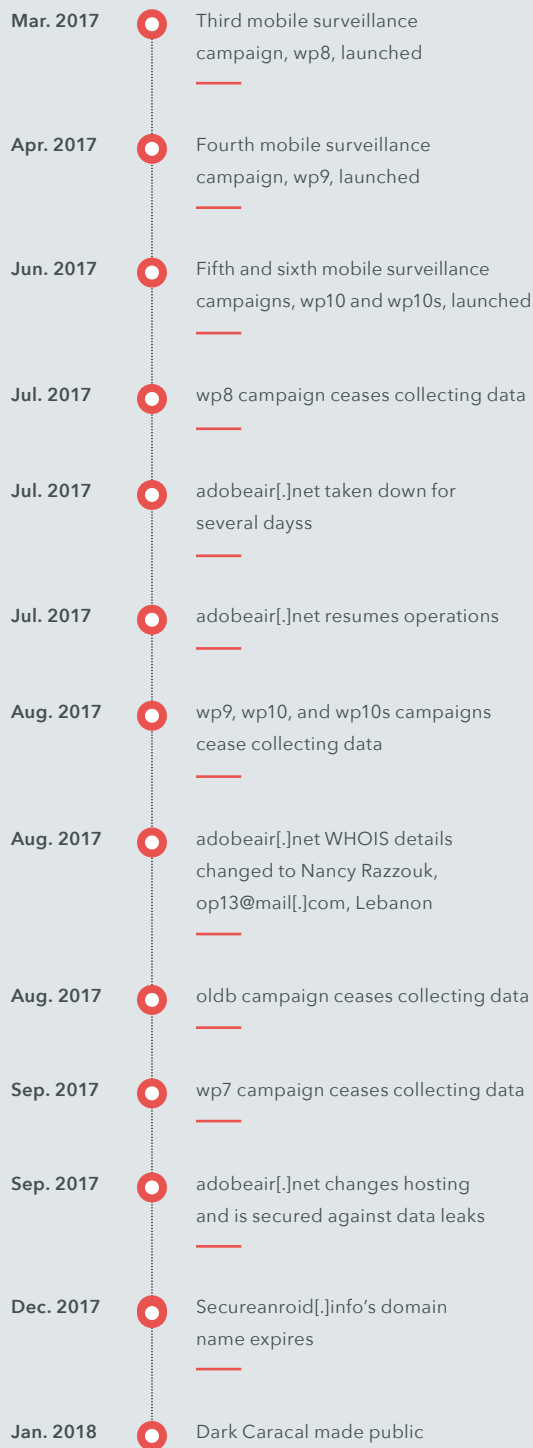 Mar. 2017
Third mobile surveillance
campaign, wp8, launched
Apr. 2017
Fourth mobile surveillance
campaign, wp9, launched
Jun. 2017
Fifth and sixth mobile surveillance
campaigns, wp10 and wp10s, launched
Jul. 2017
wp8 campaign ceases collecting data
Jul. 2017
adobeair[.]net taken down for
several dayss
Jul. 2017
adobeair[.]net resumes operations
Aug. 2017
wp9, wp10, and wp10s campaigns
cease collecting data
Aug. 2017
adobeair[.]net WHOIS details
changed to Nancy Razzouk,
op13@mail[.]com, Lebanon
Aug. 2017
oldb campaign ceases collecting data
Sep. 2017
wp7 campaign ceases collecting data
Sep. 2017
adobeair[.]net changes hosting
and is secured against data leaks
Dec. 2017
Secureanroid[.]info’s domain
name expires
Jan. 2018
Dark Caracal made public